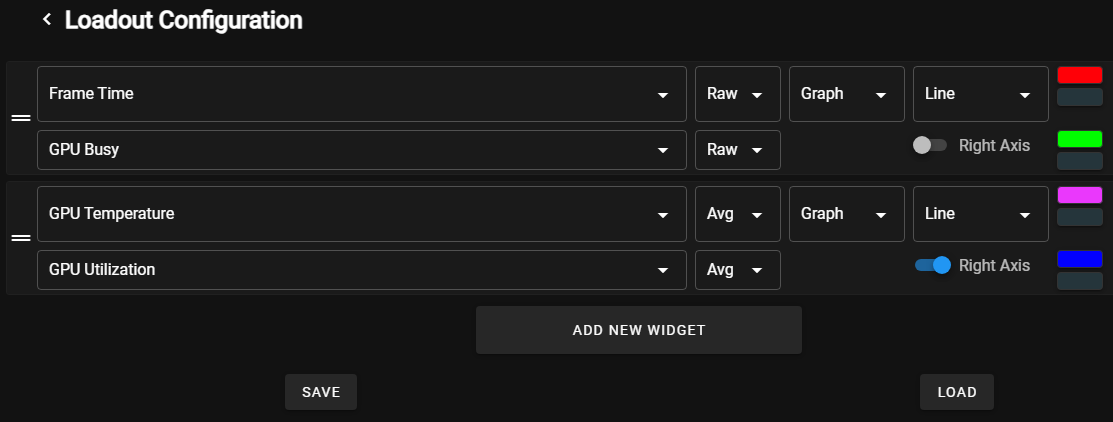 Loadout Configuration
Frame Time Raw Graph Line
GPU Busy Raw Right Axis
GPU Temperature Avg Graph Line
GPU Utilization Avg Right Axis
ADD NEW WIDGET
SAVE LOAD